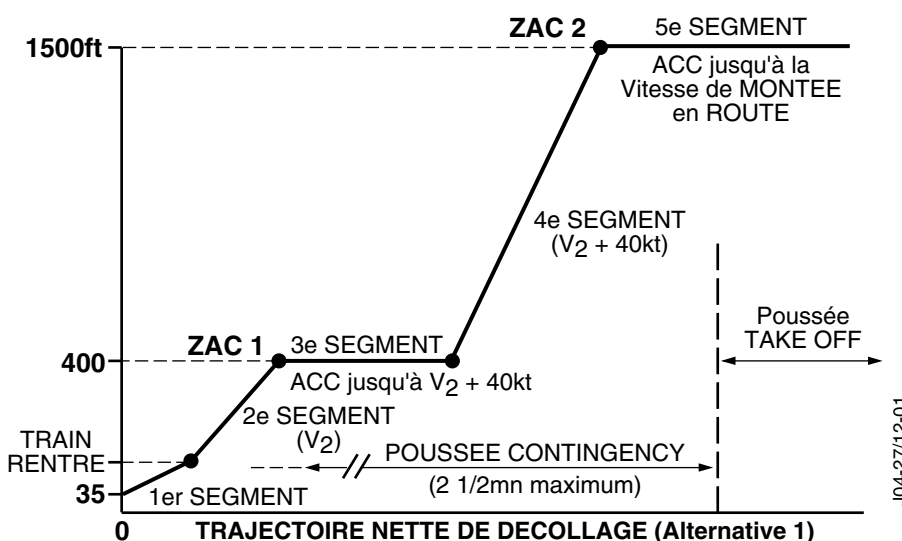 ZAC 2
5e SEGMENT
1500ft
ACC jusqu'à la
Vitesse de MONTEE
en ROUTE
4e SEGMENT
(V2 + 40kt)
Poussée
TAKE OFF
ZAC 1
3e SEGMENT
400
ACC jusqu'à V2 + 40kt
2e SEGMENT
(V2)
TRAIN
RENTRE
POUSSEE CONTINGENCY
(2 1/2mn maximum)
35
1er SEGMENT
0
TRAJECTOIRE NETTE DE DECOLLAGE (Alternative 1)
J04-27/12-01